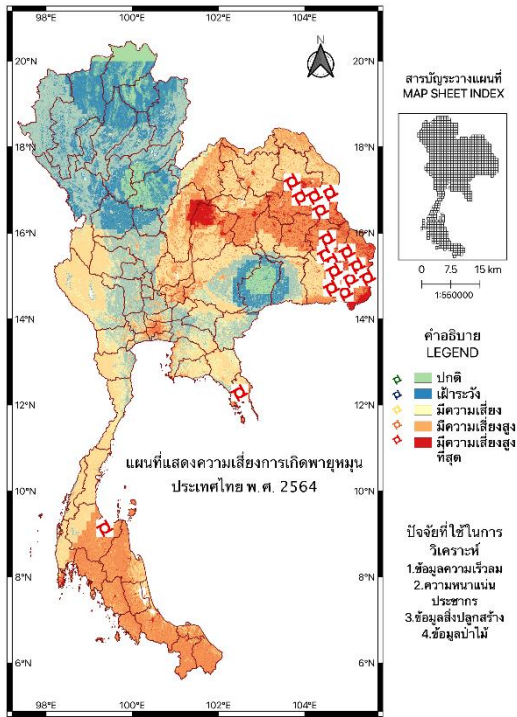 98°E
100°E
102°E
104°E
N
20°N
20°N
18°N
18°N
16°N
16°N
14°N
14°N
12°N
12°N
10°N
10°N
8°N
8°N
6°N
6°N
98°E
100°E
102°E
104°E
แผนที่แสดงความเสี่ยงการเกิดพายุหมุน
ประเทศไทย พ.ศ. 2564
สารบัญระวางแผนที่
MAP SHEET INDEX
0 7.5 15 km
1:550000
คำอธิบาย
LEGEND
ปกติ
เฝ้าระวัง
มีความเสี่ยง
มีความเสี่ยงสูง
มีความเสี่ยงสูง
ที่สุด
ปัจจัยที่ใช้ในการ
วิเคราะห์
1.ข้อมูลความเร็วลม
2.ความหนาแน่น
ประชากร
3.ข้อมูลสิ่งปลูกสร้าง
4.ข้อมูลป่าไม้